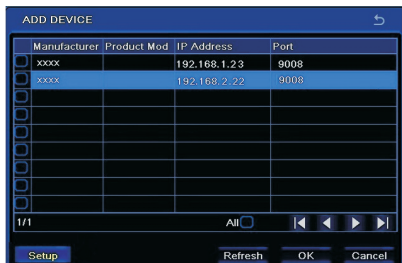 ADD DEVICE
Manufacturer Product Mod IP Address Port
xxxx 192.168.1.23 9008
xxxx 192.168.2.22 9008
1/1 All
Setup Refresh OK Cancel